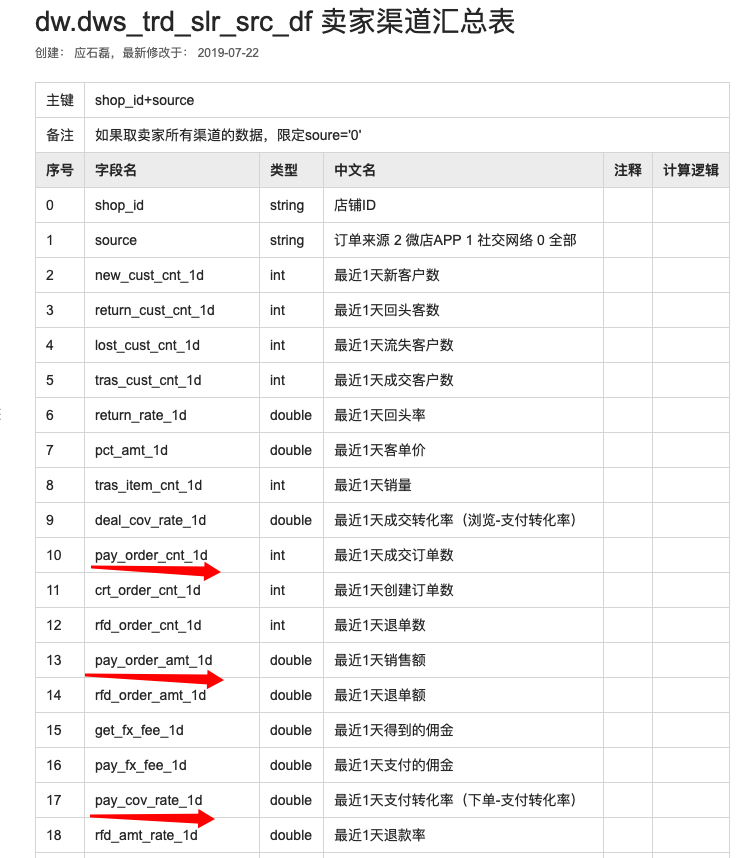 dw.dws_trd_slr_src_df 卖家渠道汇总表
创建： 应石磊，最新修改于： 2019-07-22
主键 shop_id+source
备注 如果取卖家所有渠道的数据，限定soure='0'
序号 字段名 类型 中文名 注释 计算逻辑
0 shop_id string 店铺ID
1 source string 订单来源 2 微店APP 1 社交网络 0 全部
2 new_cust_cnt_1d int 最近1天新客户数
3 return_cust_cnt_1d int 最近1天回头客数
4 lost_cust_cnt_1d int 最近1天流失客户数
5 tras_cust_cnt_1d int 最近1天成交客户数
6 return_rate_1d double 最近1天回头率
7 pct_amt_1d double 最近1天客单价
8 tras_item_cnt_1d int 最近1天销量
9 deal_cov_rate_1d double 最近1天成交转化率（浏览-支付转化率）
10 pay_order_cnt_1d int 最近1天成交订单数
11 crt_order_cnt_1d int 最近1天创建订单数
12 rfd_order_cnt_1d int 最近1天退单数
13 pay_order_amt_1d double 最近1天销售额
14 rfd_order_amt_1d double 最近1天退单额
15 get_fx_fee_1d double 最近1天得到的佣金
16 pay_fx_fee_1d double 最近1天支付的佣金
17 pay_cov_rate_1d double 最近1天支付转化率（下单-支付转化率）
18 rfd_amt_rate_1d double 最近1天退款率